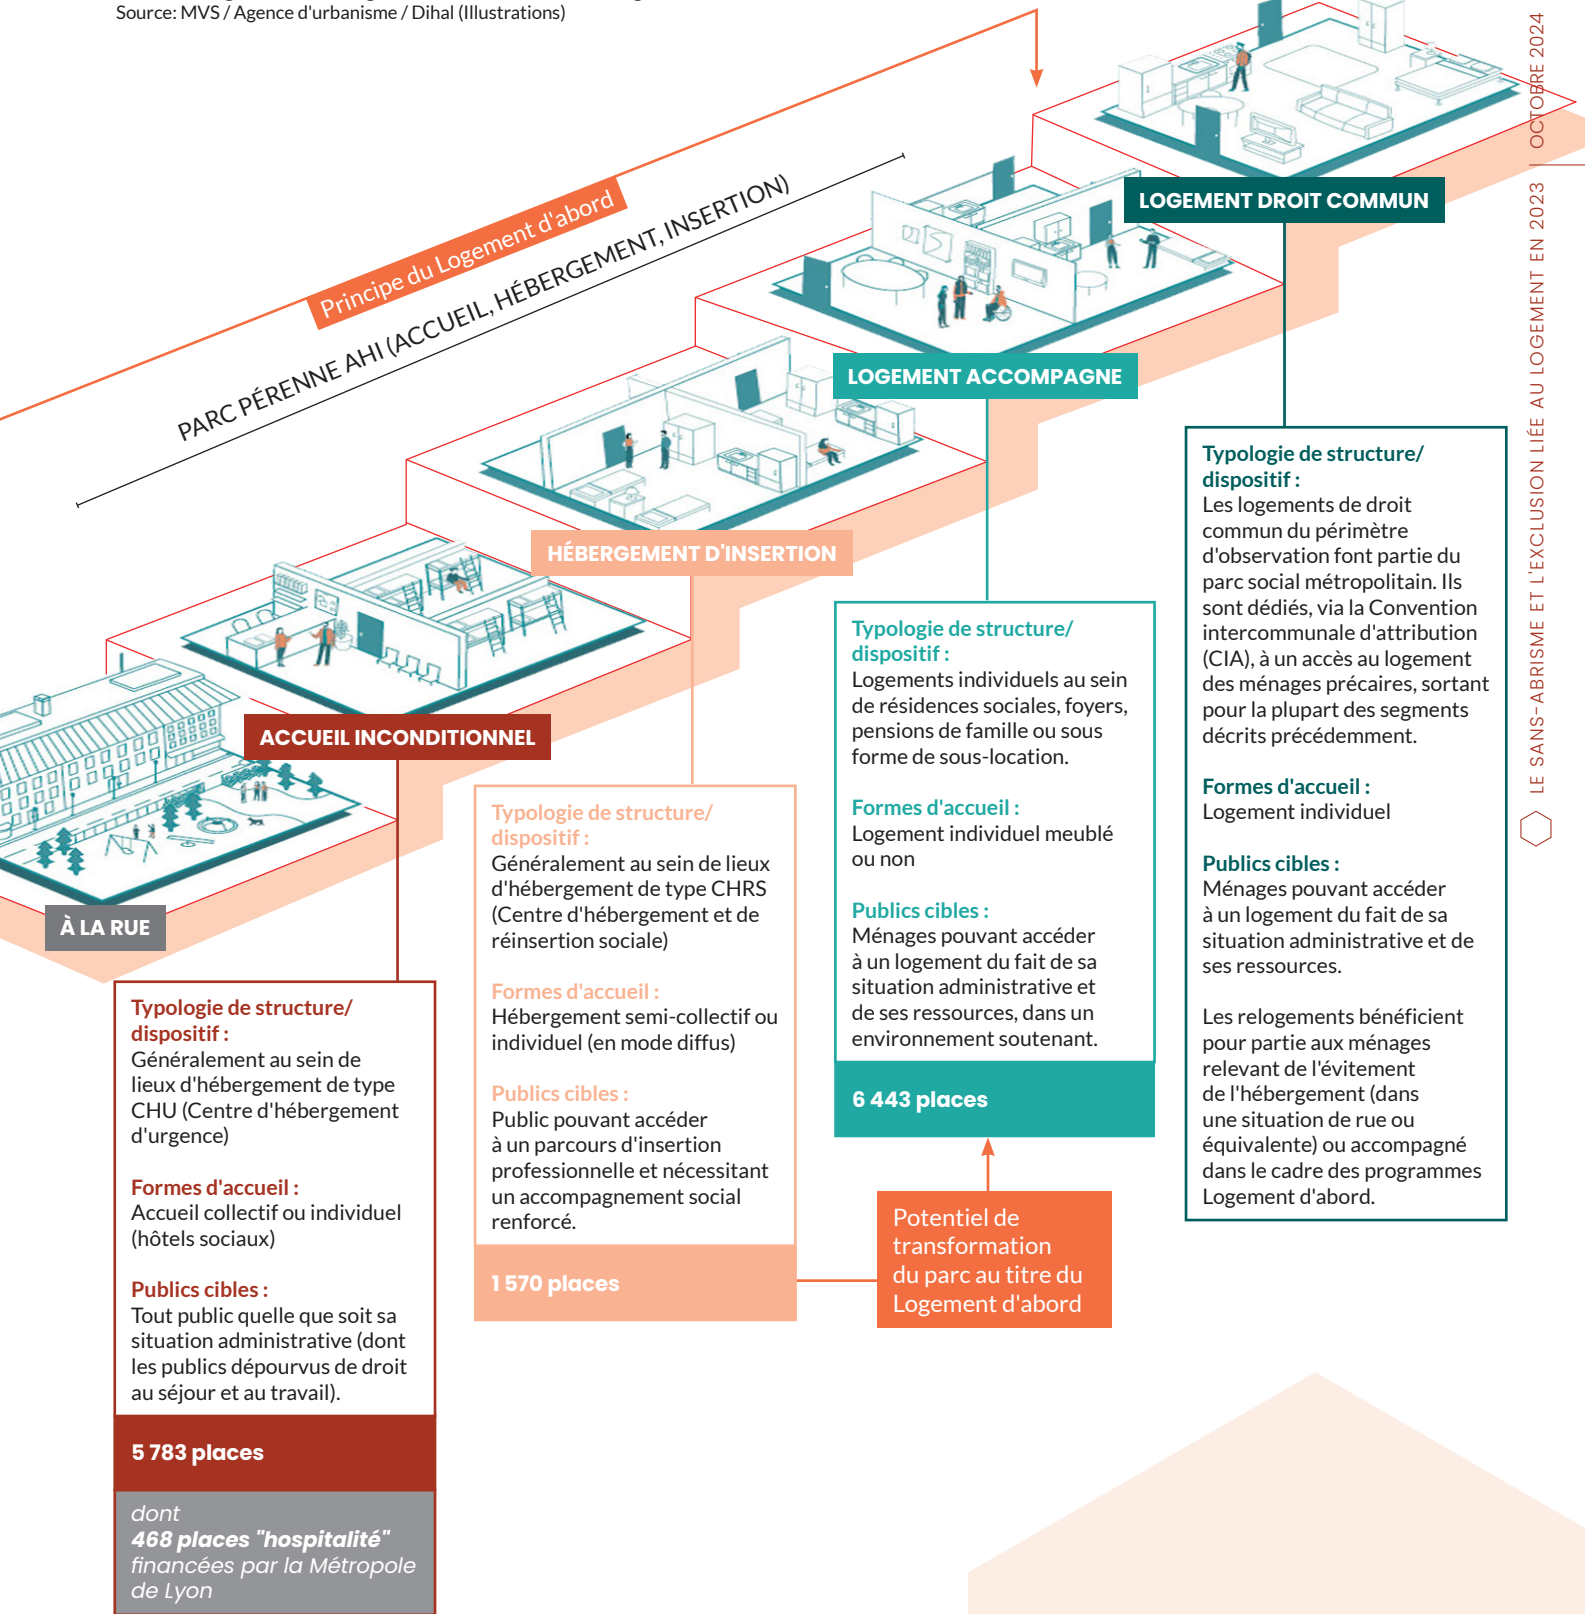 Source: MVS / Agence d'urbanisme / Dihal (Illustrations)
Principe du Logement d'abord
PARC PÉRENNE AHI (ACCUEIL, HÉBERGEMENT, INSERTION)
À LA RUE
ACCUEIL INCONDITIONNEL
Typologie de structure/
dispositif :
Généralement au sein de
lieux d'hébergement de type
CHU (Centre d'hébergement
d'urgence)
Formes d'accueil :
Accueil collectif ou individuel
(hôtels sociaux)
Publics cibles :
Tout public quelle que soit sa
situation administrative (dont
les publics dépourvus de droit
au séjour et au travail).
5 783 places
dont
468 places "hospitalité"
financées par la Métropole
de Lyon
HÉBERGEMENT D'INSERTION
Typologie de structure/
dispositif :
Généralement au sein de lieux
d'hébergement de type CHRS
(Centre d'hébergement et de
réinsertion sociale)
Formes d'accueil :
Hébergement semi-collectif ou
individuel (en mode diffus)
Publics cibles :
Public pouvant accéder
à un parcours d'insertion
professionnelle et nécessitant
un accompagnement social
renforcé.
1 570 places
Potentiel de
transformation
du parc au titre du
Logement d'abord
LOGEMENT ACCOMPAGNE
Typologie de structure/
dispositif :
Logements individuels au sein
de résidences sociales, foyers,
pensions de famille ou sous
forme de sous-location.
Formes d'accueil :
Logement individuel meublé
ou non
Publics cibles :
Ménages pouvant accéder
à un logement du fait de sa
situation administrative et
de ses ressources, dans un
environnement soutenant.
6 443 places
LOGEMENT DROIT COMMUN
Typologie de structure/
dispositif :
Les logements de droit
commun du périmètre
d'observation font partie du
parc social métropolitain. Ils
sont dédiés, via la Convention
intercommunale d'attribution
(CIA), à un accès au logement
des ménages précaires, sortant
pour la plupart des segments
décrits précédemment.
Formes d'accueil :
Logement individuel
Publics cibles :
Ménages pouvant accéder
à un logement du fait de sa
situation administrative et de
ses ressources.
Les relogements bénéficient
pour partie aux ménages
relevant de l'évitement
de l'hébergement (dans
une situation de rue ou
équivalente) ou accompagné
dans le cadre des programmes
Logement d'abord.
LE SANS-ABRISME ET L'EXCLUSION LIÉE AU LOGEMENT EN 2023 | OCTOBRE 2024